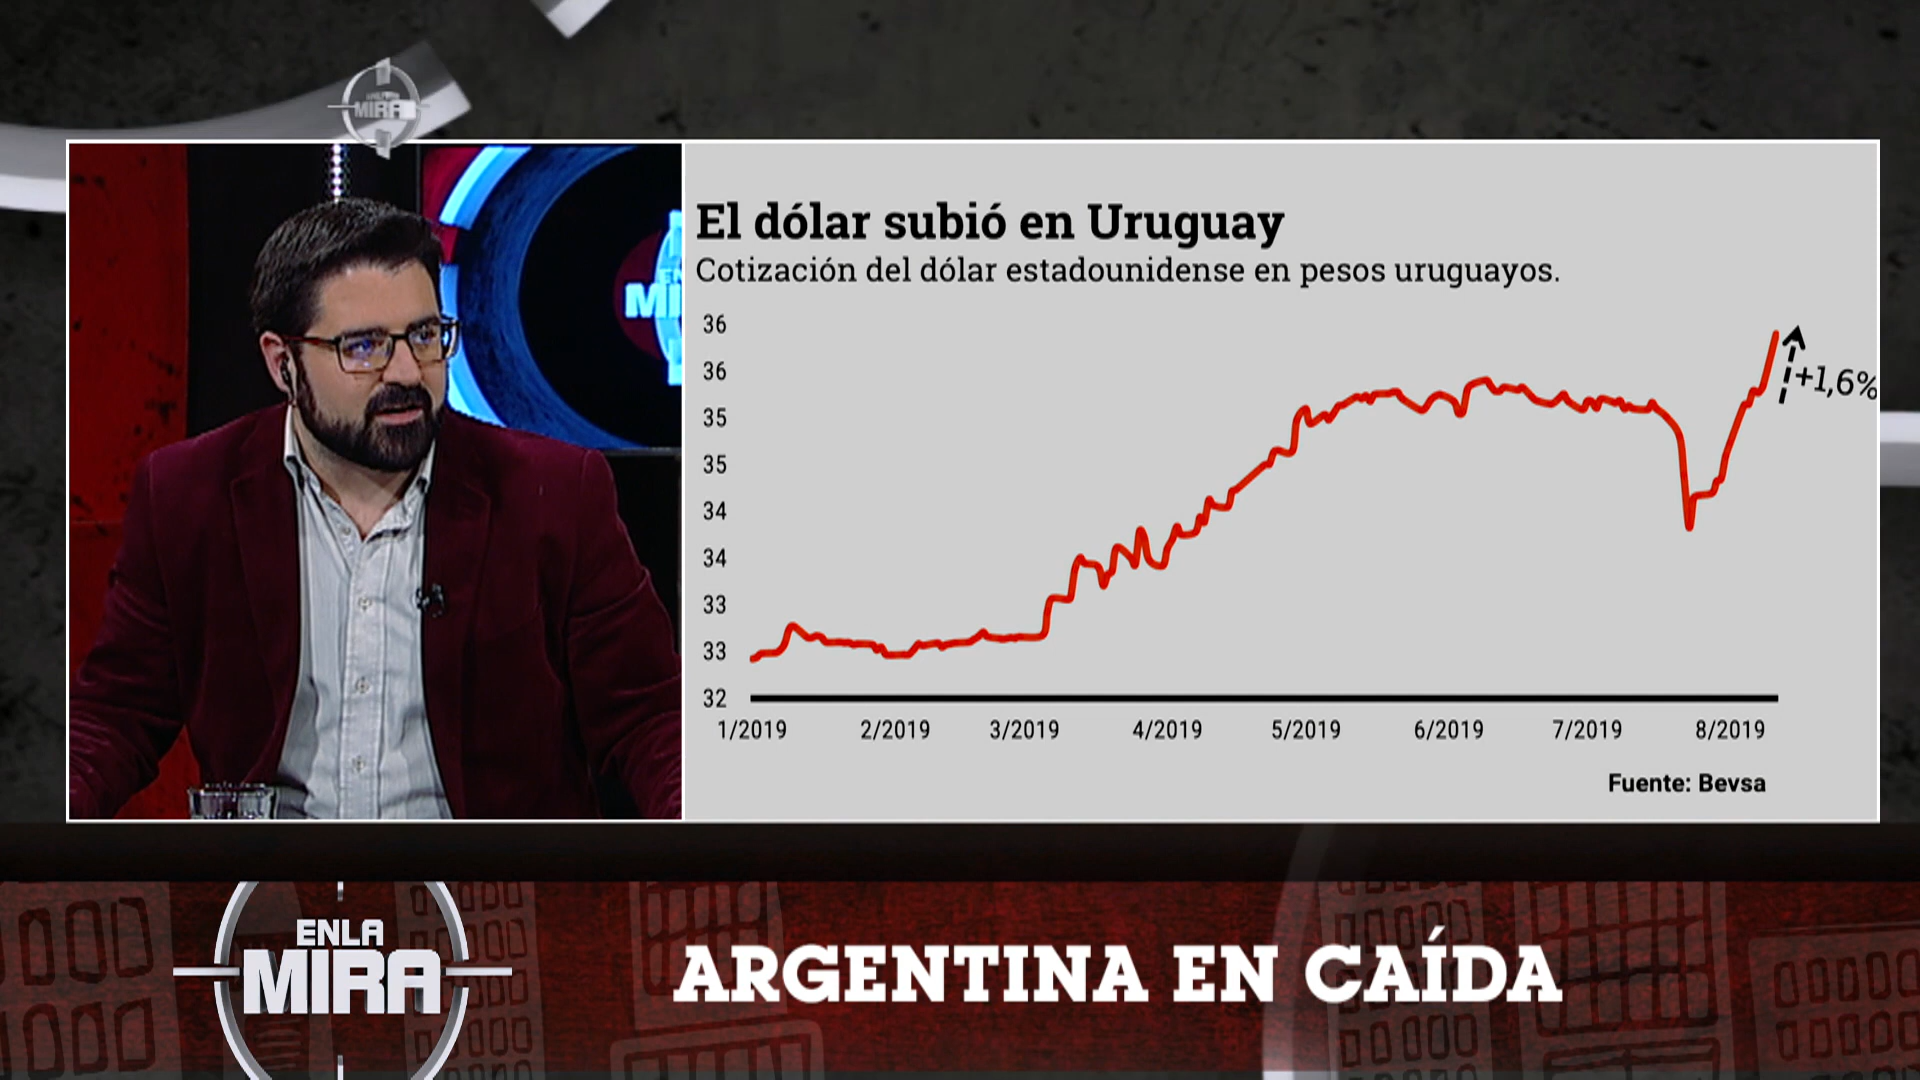 MIRA
El dólar subió en Uruguay
Cotización del dólar estadounidense en pesos uruguayos.
36
36
35
35
34
34
33
33
32
+1,6%
1/2019 2/2019 3/2019 4/2019 5/2019 6/2019 7/2019 8/2019
Fuente: Bevsa
EN LA
MIRA
ARGENTINA EN CAÍDA